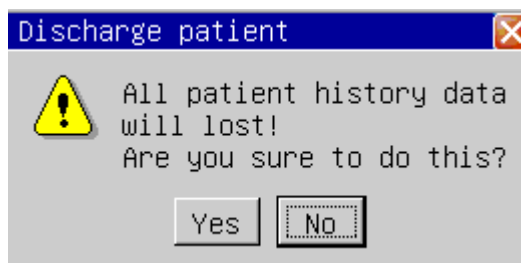 Discharge patient
All patient history data
will lost!
Are you sure to do this?
Yes No